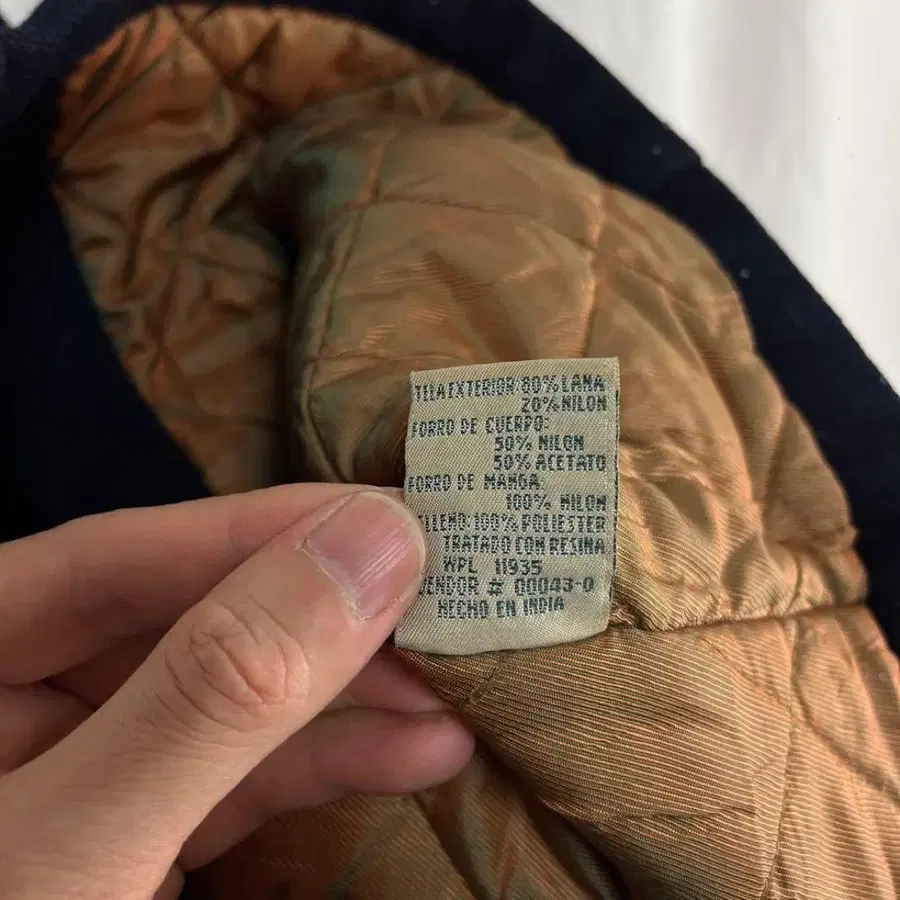 TELA EXTERIOR: 80% LANA
20% NILON
FORRO DE CUERPO:
50% NILON
50% ACETATO
FORRO DE MANGA:
100% NILON
ELLENO: 100% POLIESTER
TRATADO CON RESINA
WPL 11935
VENDOR # 00043-0
HECHO EN INDIA